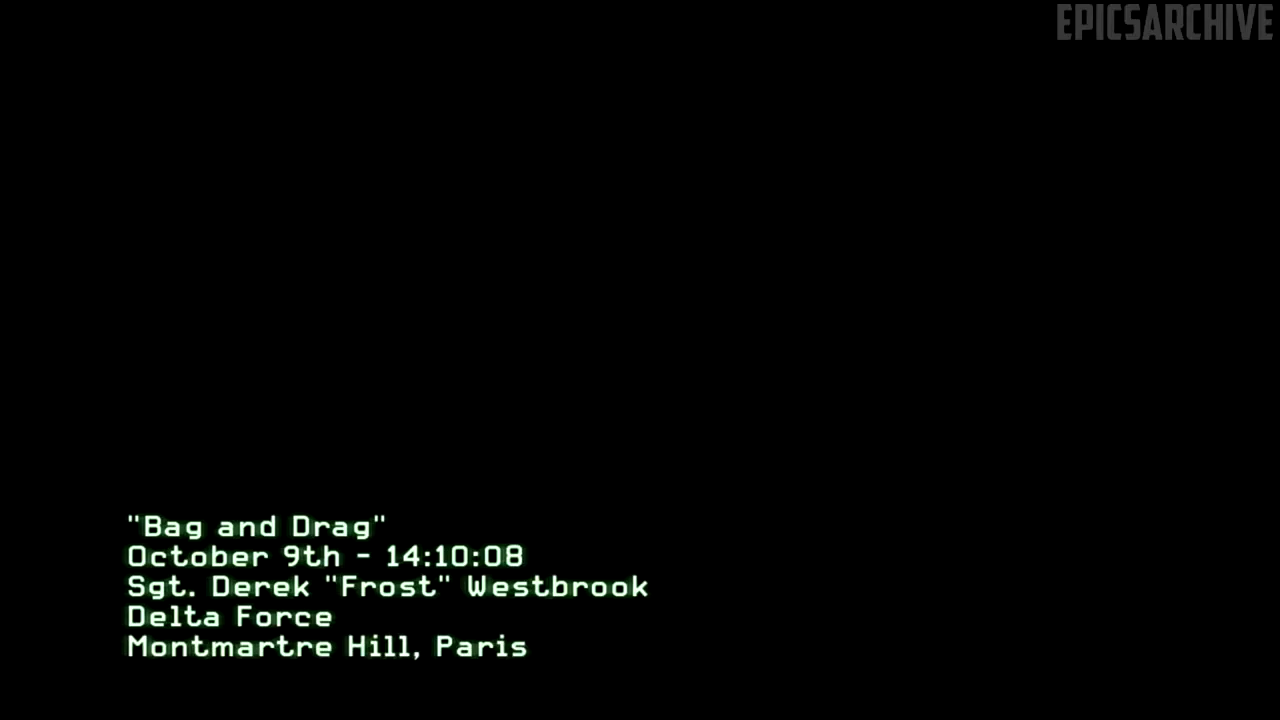 EPICSARCHIVE
"Bag and Drag"
October 9th - 14:10:08
Sgt. Derek "Frost" Westbrook
Delta Force
Montmartre Hill, Paris